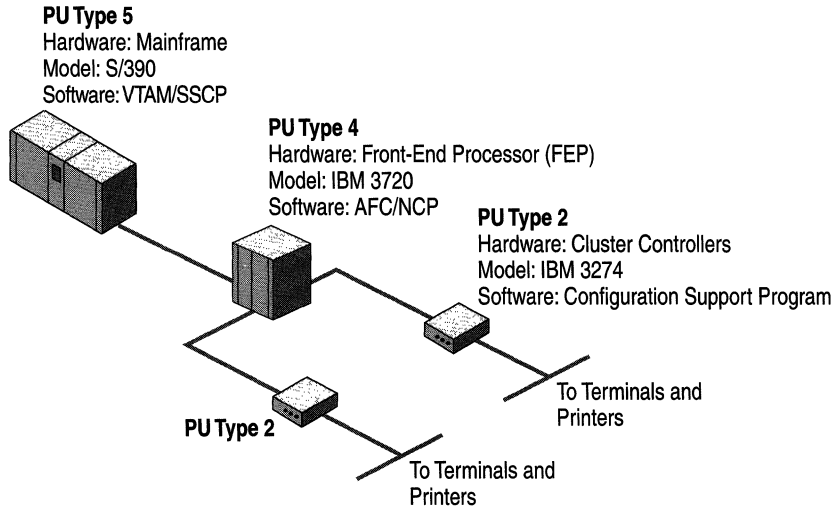 PU Type 5
Hardware: Mainframe
Model: S/390
Software: VTAM/SSCP
PU Type 4
Hardware: Front-End Processor (FEP)
Model: IBM 3720
Software: AFC/NCP
PU Type 2
Hardware: Cluster Controllers
Model: IBM 3274
Software: Configuration Support Program
To Terminals and
Printers
PU Type 2
To Terminals and
Printers